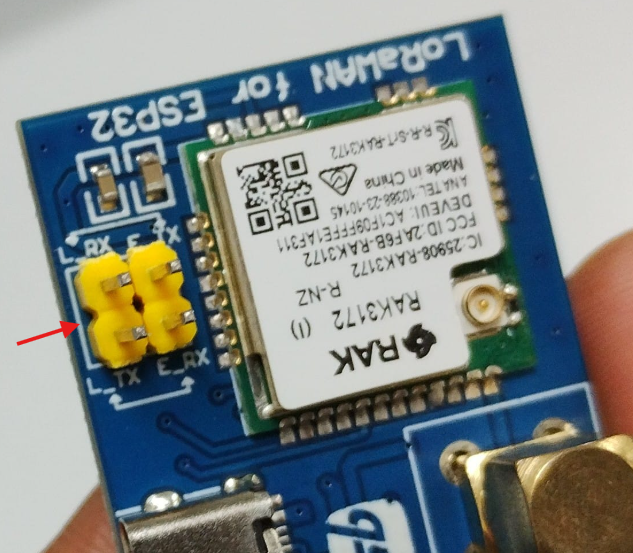 LoRaWAN for ESP32
L_RX E_TX
L_TX E_RX
RAK
RAK3172 (I)
R-NZ
IC:25908-RAK3172
FCC ID:2AF6B-RAK3172
DEVEUI: AC1F09FFFE1AF311
ANATEL:10388-23-10145
Made in China
R-R-SrT-RAK3172